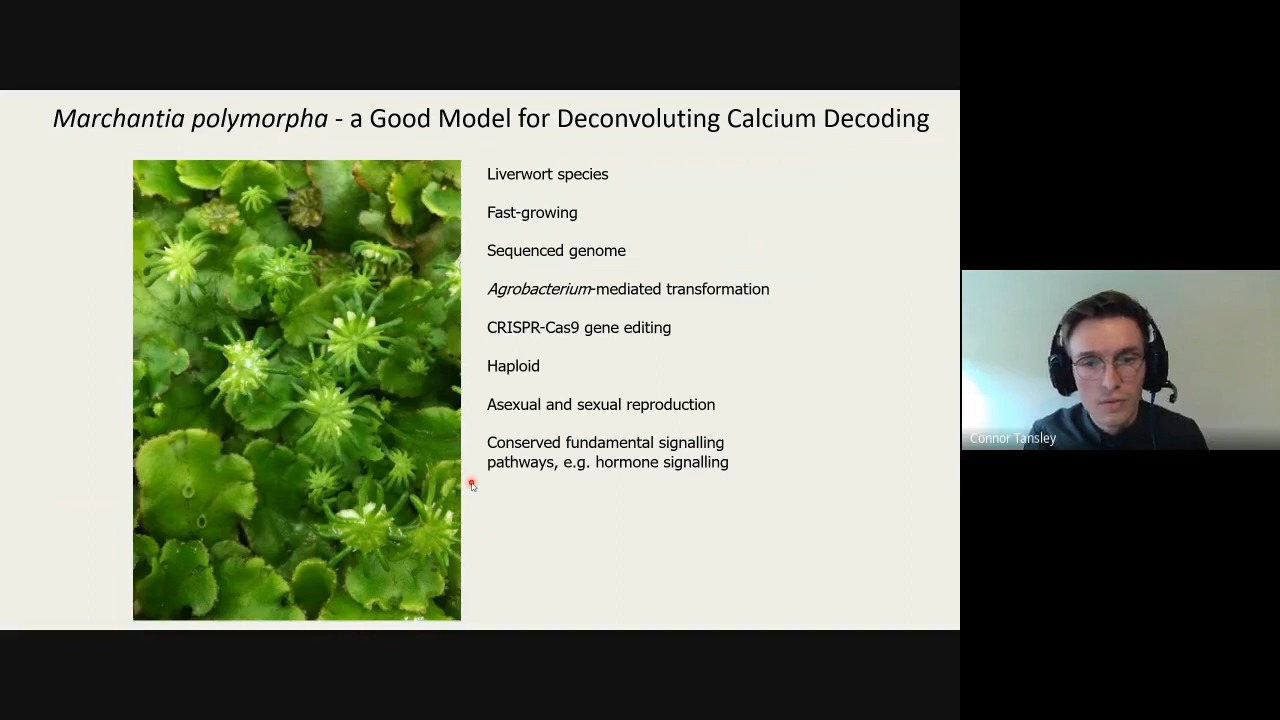 Marchantia polymorpha - a Good Model for Deconvoluting Calcium Decoding
Liverwort species
Fast-growing
Sequenced genome
Agrobacterium-mediated transformation
CRISPR-Cas9 gene editing
Haploid
Asexual and sexual reproduction
Conserved fundamental signalling
pathways, e.g. hormone signalling
Connor Tansley